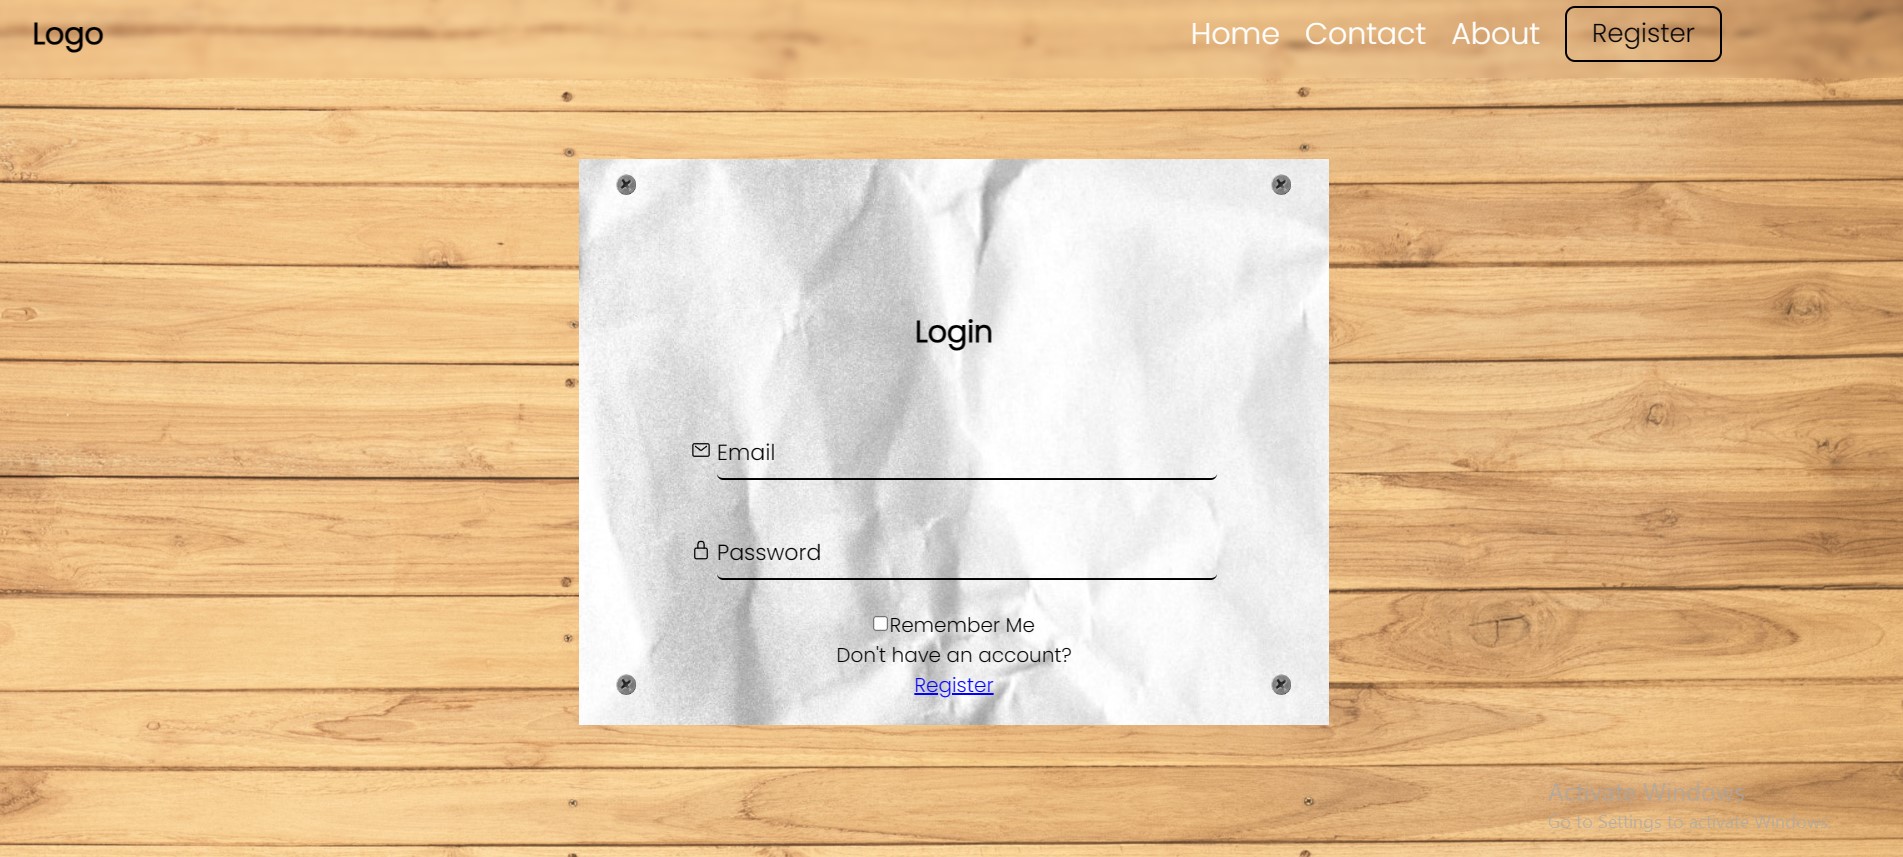 Logo Home Contact About Register
Login
Email
Password
Remember Me
Don't have an account?
Register
Activate Windows
Go to Settings to activate Windows.